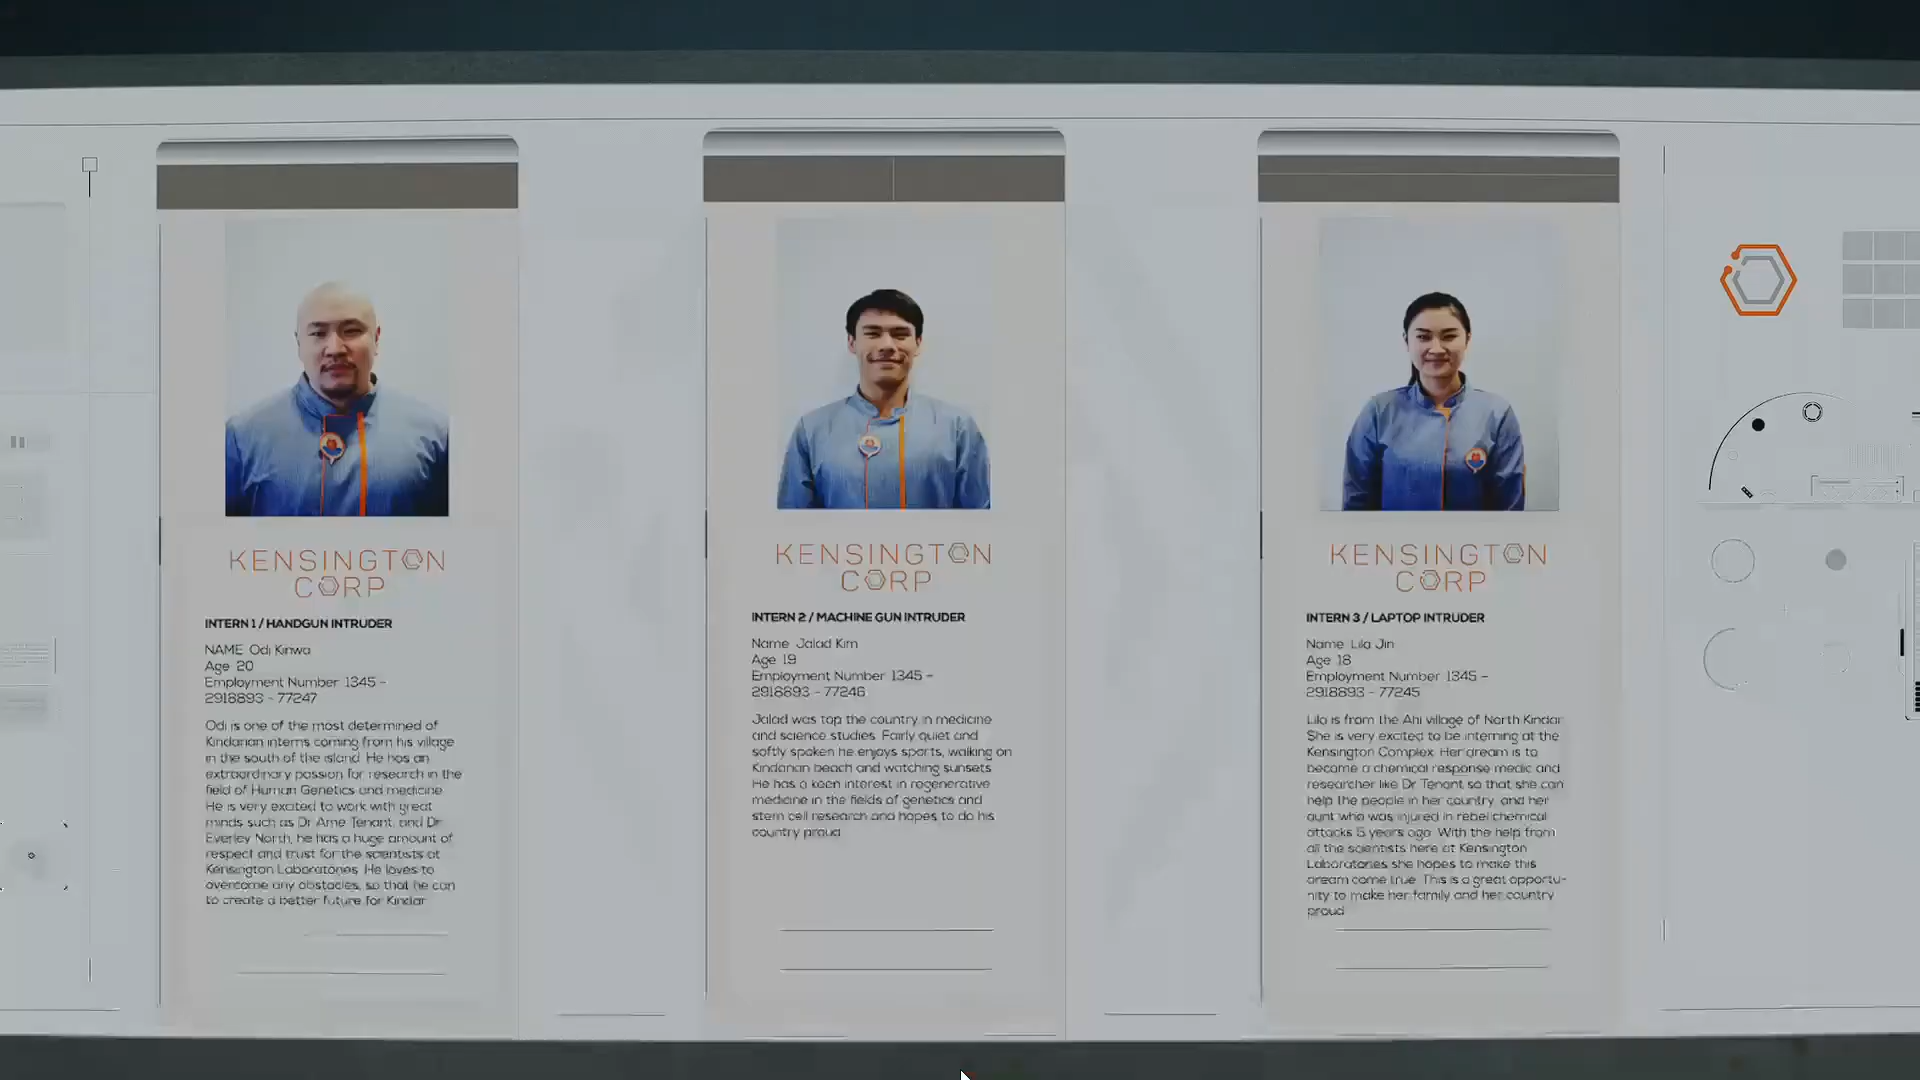 KENSINGTON
CORP
INTERN 1 / HANDGUN INTRUDER
NAME Odi Kinwa
Age 20
Employment Number 1345 –
2918893 - 77247
Odi is one of the most determined of
Kindarian interns coming from his village
in the south of the island. He has an
extraordinary passion for research in the
field of Human Genetics and medicine.
He is very excited to work with great
minds such as Dr Ame Tenant, and Dr
Everley North, he has a huge amount of
respect and trust for the scientists at
Kensington Laboratories. He loves to
overcome any obstacles, so that he can
to create a better future for Kindar
KENSINGTON
CORP
INTERN 2 / MACHINE GUN INTRUDER
Name Jalad Kim
Age 19
Employment Number 1345 –
2918893 - 77246
Jalad was top the country in medicine
and science studies. Fairly quiet and
softly spoken he enjoys sports, walking on
Kindarian beach and watching sunsets.
He has a keen interest in regenerative
medicine in the fields of genetics and
stem cell research and hopes to do his
country proud
KENSINGTON
CORP
INTERN 3 / LAPTOP INTRUDER
Name Lila Jin
Age 18
Employment Number 1345 –
2918893 - 77245
Lila is from the Ahi village of North Kindar
She is very excited to be interning at the
Kensington Complex. Her dream is to
become a chemical response medic and
researcher like Dr Tenant, so that she can
help the people in her country, and her
aunt who was injured in rebel chemical
attacks 5 years ago. With the help from
all the scientists here at Kensington
Laboratories she hopes to make this
dream come true. This is a great opportu-
nity to make her family and her country
proud